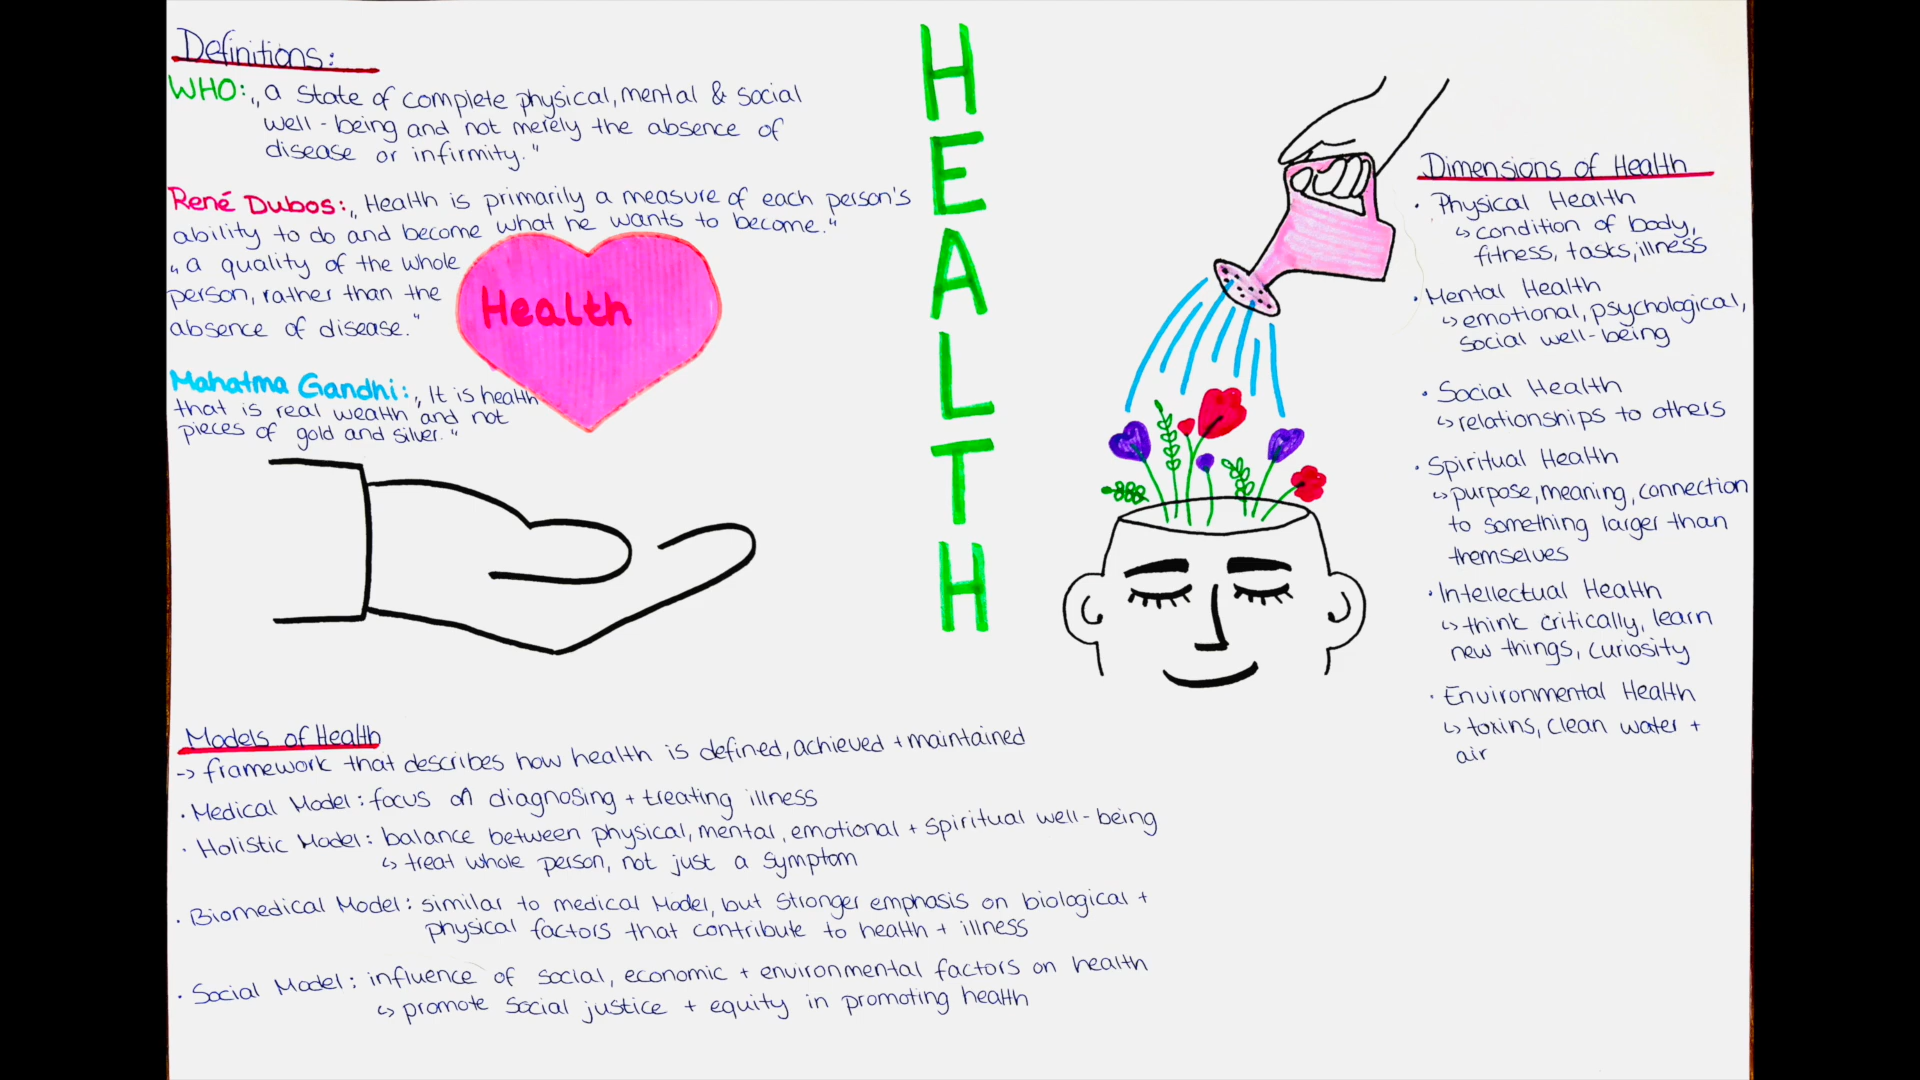 Definitions:
WHO: „a state of complete physical, mental & social
well-being and not merely the absence of
disease or infirmity."
René Dubos: „Health is primarily a measure of each person's
ability to do and become what he wants to become."
„a quality of the whole
person, rather than the
absence of disease."
Mahatma Gandhi: „It is health
that is real wealth and not
pieces of gold and silver."
Health
HEALTH
Dimensions of Health
· Physical Health
↳ condition of body,
fitness, tasks, illness
· Mental Health
↳ emotional, psychological,
social well-being
· Social Health
↳ relationships to others
· Spiritual Health
↳ purpose, meaning, connection
to something larger than
themselves
· Intellectual Health
↳ think critically, learn
new things, curiosity
· Environmental Health
↳ toxins, clean water +
air
Models of Health
-> framework that describes how health is defined, achieved + maintained
· Medical Model: focus on diagnosing + treating illness
· Holistic Model: balance between physical, mental, emotional + spiritual well-being
↳ treat whole person, not just a symptom
· Biomedical Model: similar to medical Model, but stronger emphasis on biological +
physical factors that contribute to health + illness
· Social Model: influence of social, economic + environmental factors on health
↳ promote social justice + equity in promoting health